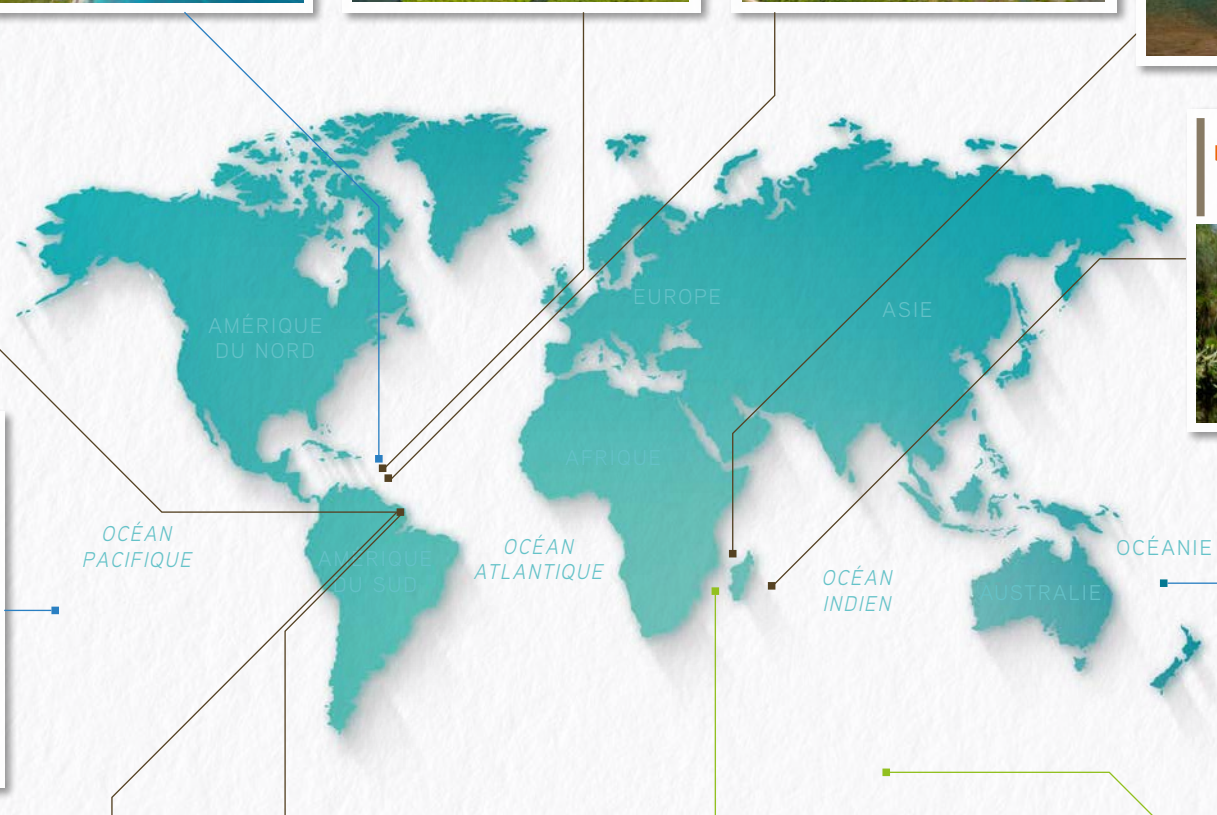 EUROPE
ASIE
AMÉRIQUE
DU NORD
AFRIQUE
OCÉAN
PACIFIQUE
AMÉRIQUE
DU SUD
OCÉAN
ATLANTIQUE
OCÉAN
INDIEN
OCÉANIE
AUSTRALIE